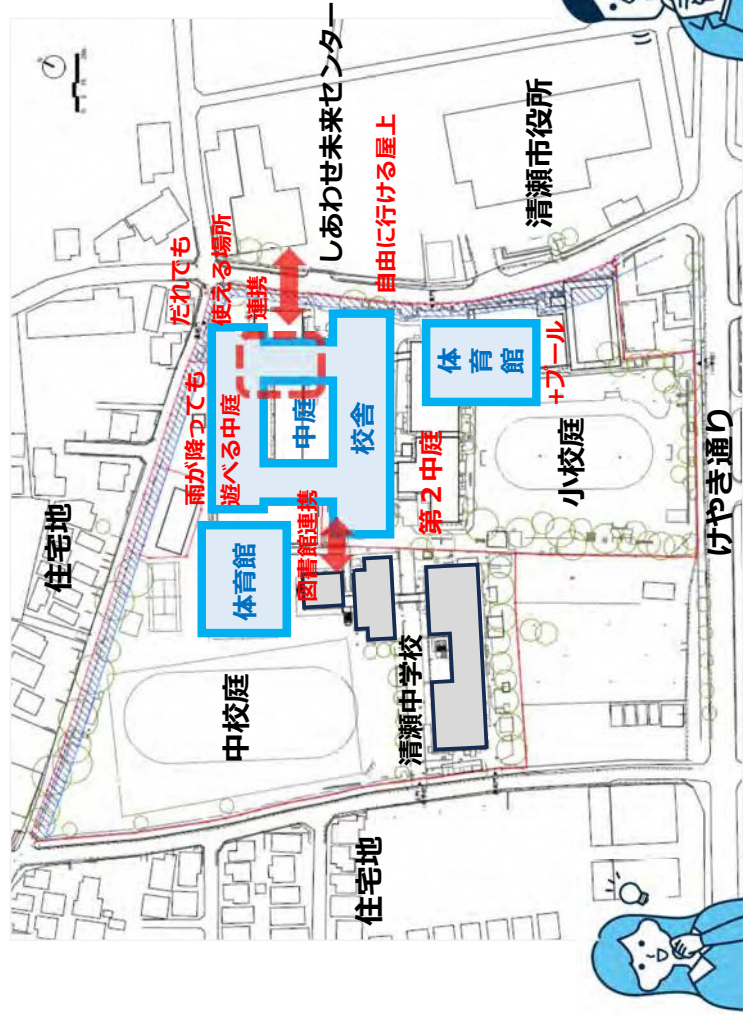 住宅地
だれでも
使える場所
連携
しあわせ未来センター
雨が降っても
遊べる中庭
自由に行ける屋上
中庭
校舎
体育館
図書館連携
中校庭
第2中庭
体
育
館
+プール
清瀬市役所
清瀬中学校
小校庭
住宅地
けやき通り